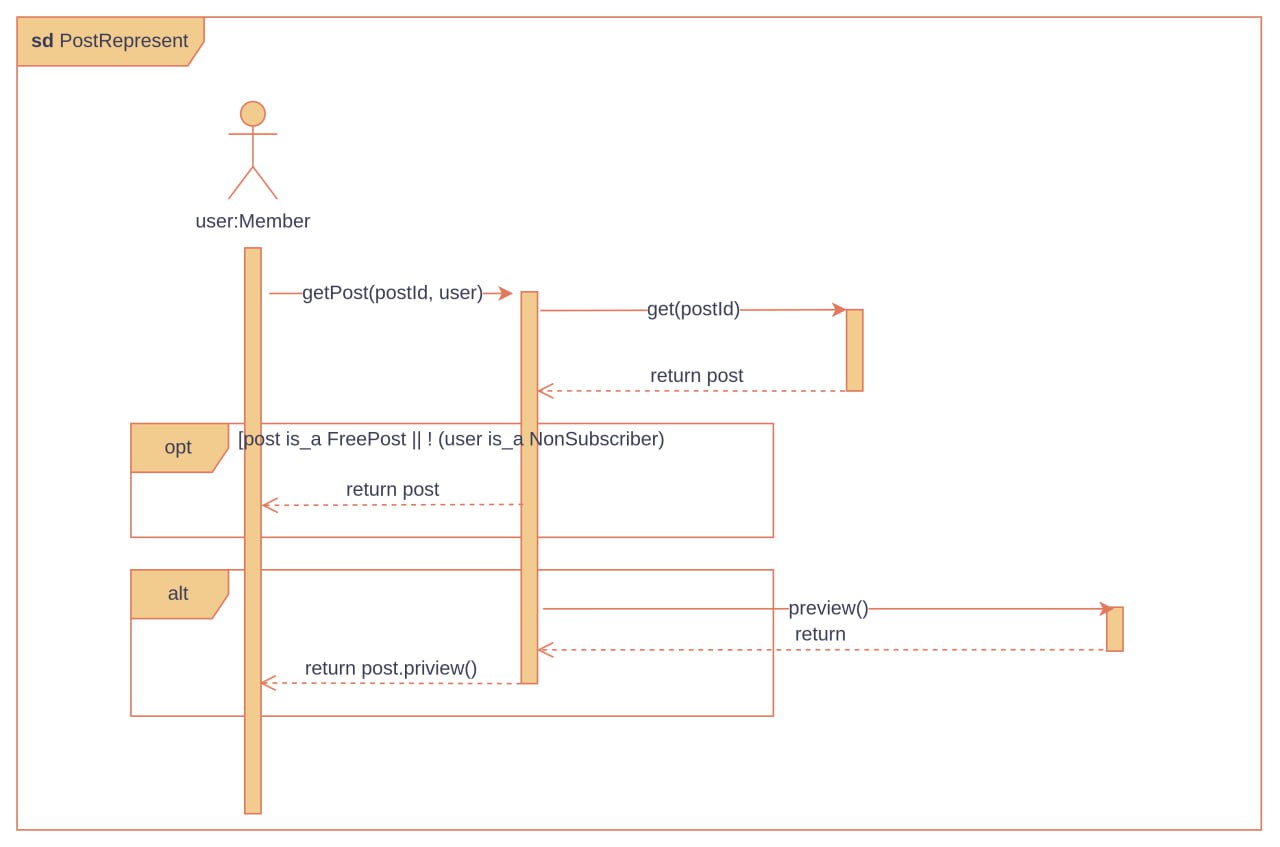 sd PostRepresent
user:Member
getPost(postId, user)
get(postId)
return post
opt
[post is_a FreePost || ! (user is_a NonSubscriber)
return post
alt
preview()
return
return post.priview()